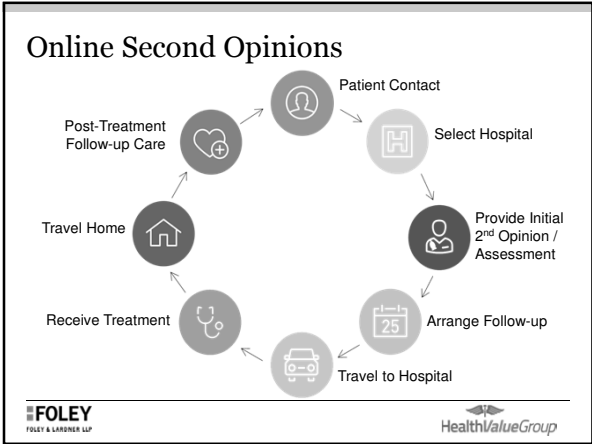 Online Second Opinions
Patient Contact
Select Hospital
Provide Initial
2nd Opinion /
Assessment
25
Arrange Follow-up
Travel to Hospital
Receive Treatment
Travel Home
Post-Treatment
Follow-up Care
H
FOLEY
FOLEY & LARDNER LLP
HealthValueGroup